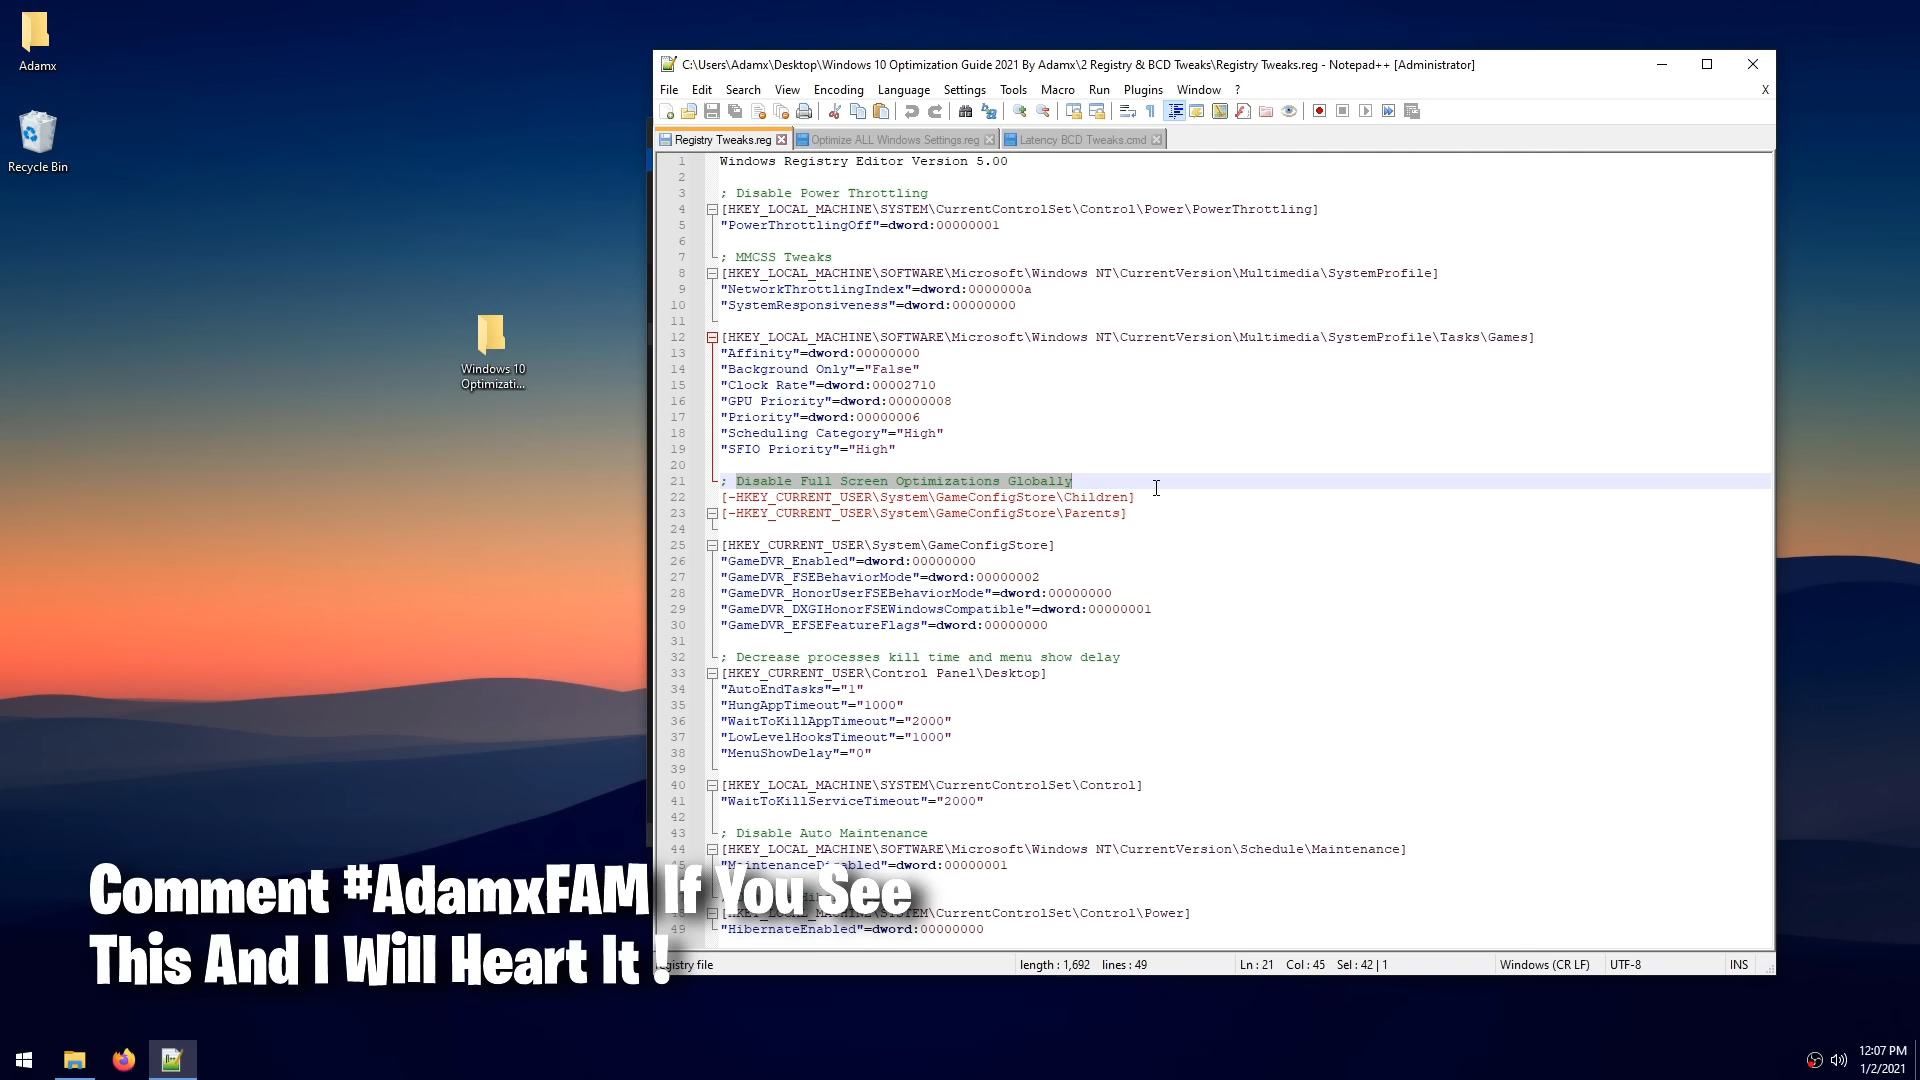 Adamx
Recycle Bin
Windows 10
Optimizati...
C:\Users\Adamx\Desktop\Windows 10 Optimization Guide 2021 By Adamx\2 Registry & BCD Tweaks\Registry Tweaks.reg - Notepad++ [Administrator]
File Edit Search View Encoding Language Settings Tools Macro Run Plugins Window ? X
Registry Tweaks.reg Optimize ALL Windows Settings.reg Latency BCD Tweaks.cmd
1 Windows Registry Editor Version 5.00
2
3 ; Disable Power Throttling
4 [HKEY_LOCAL_MACHINE\SYSTEM\CurrentControlSet\Control\Power\PowerThrottling]
5 "PowerThrottlingOff"=dword:00000001
6
7 ; MMCSS Tweaks
8 [HKEY_LOCAL_MACHINE\SOFTWARE\Microsoft\Windows NT\CurrentVersion\Multimedia\SystemProfile]
9 "NetworkThrottlingIndex"=dword:0000000a
10 "SystemResponsiveness"=dword:00000000
11
12 [HKEY_LOCAL_MACHINE\SOFTWARE\Microsoft\Windows NT\CurrentVersion\Multimedia\SystemProfile\Tasks\Games]
13 "Affinity"=dword:00000000
14 "Background Only"="False"
15 "Clock Rate"=dword:00002710
16 "GPU Priority"=dword:00000008
17 "Priority"=dword:00000006
18 "Scheduling Category"="High"
19 "SFIO Priority"="High"
20
21 ; Disable Full Screen Optimizations Globally
22 [-HKEY_CURRENT_USER\System\GameConfigStore\Children]
23 [-HKEY_CURRENT_USER\System\GameConfigStore\Parents]
24
25 [HKEY_CURRENT_USER\System\GameConfigStore]
26 "GameDVR_Enabled"=dword:00000000
27 "GameDVR_FSEBehaviorMode"=dword:00000002
28 "GameDVR_HonorUserFSEBehaviorMode"=dword:00000000
29 "GameDVR_DXGIHonorFSEWindowsCompatible"=dword:00000001
30 "GameDVR_EFSEFeatureFlags"=dword:00000000
31
32 ; Decrease processes kill time and menu show delay
33 [HKEY_CURRENT_USER\Control Panel\Desktop]
34 "AutoEndTasks"="1"
35 "HungAppTimeout"="1000"
36 "WaitToKillAppTimeout"="2000"
37 "LowLevelHooksTimeout"="1000"
38 "MenuShowDelay"="0"
39
40 [HKEY_LOCAL_MACHINE\SYSTEM\CurrentControlSet\Control]
41 "WaitToKillServiceTimeout"="2000"
42
43 ; Disable Auto Maintenance
44 [HKEY_LOCAL_MACHINE\SOFTWARE\Microsoft\Windows NT\CurrentVersion\Schedule\Maintenance]
45 "MaintenanceDisabled"=dword:00000001
48 [HKEY_LOCAL_MACHINE\SYSTEM\CurrentControlSet\Control\Power]
49 "HibernateEnabled"=dword:00000000
Comment #AdamxFAM If You See
This And I Will Heart It !
egistry file length : 1,692 lines : 49 Ln : 21 Col : 45 Sel : 42 | 1 Windows (CR LF) UTF-8 INS
12:07 PM
1/2/2021